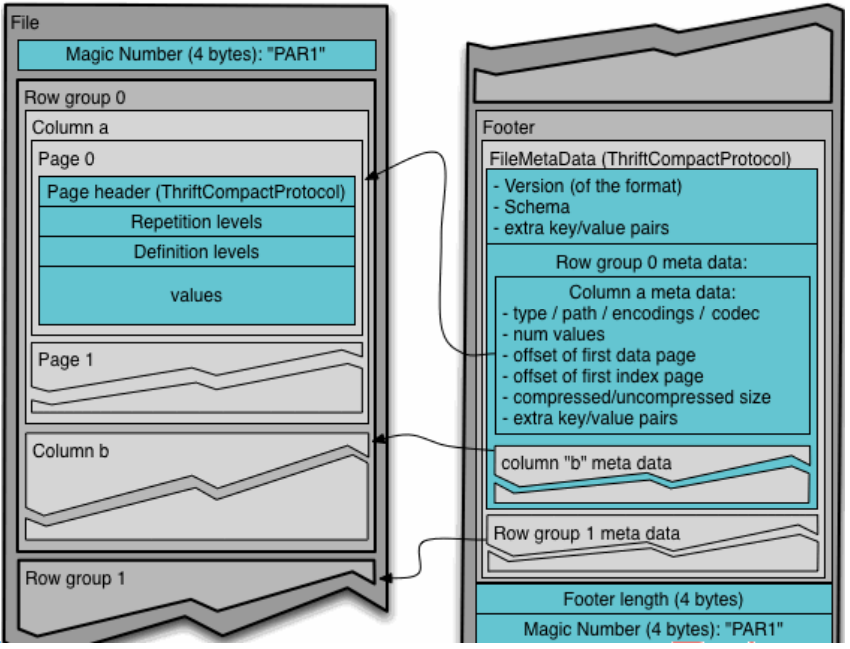 File
Magic Number (4 bytes): "PAR1"
Row group 0
Column a
Page 0
Page header (ThriftCompactProtocol)
Repetition levels
Definition levels
values
Page 1
Column b
Row group 1
Footer
FileMetaData (ThriftCompactProtocol)
- Version (of the format)
- Schema
- extra key/value pairs
Row group 0 meta data:
Column a meta data:
- type / path / encodings / codec
- num values
- offset of first data page
- offset of first index page
- compressed/uncompressed size
- extra key/value pairs
column "b" meta data
Row group 1 meta data
Footer length (4 bytes)
Magic Number (4 bytes): "PAR1"